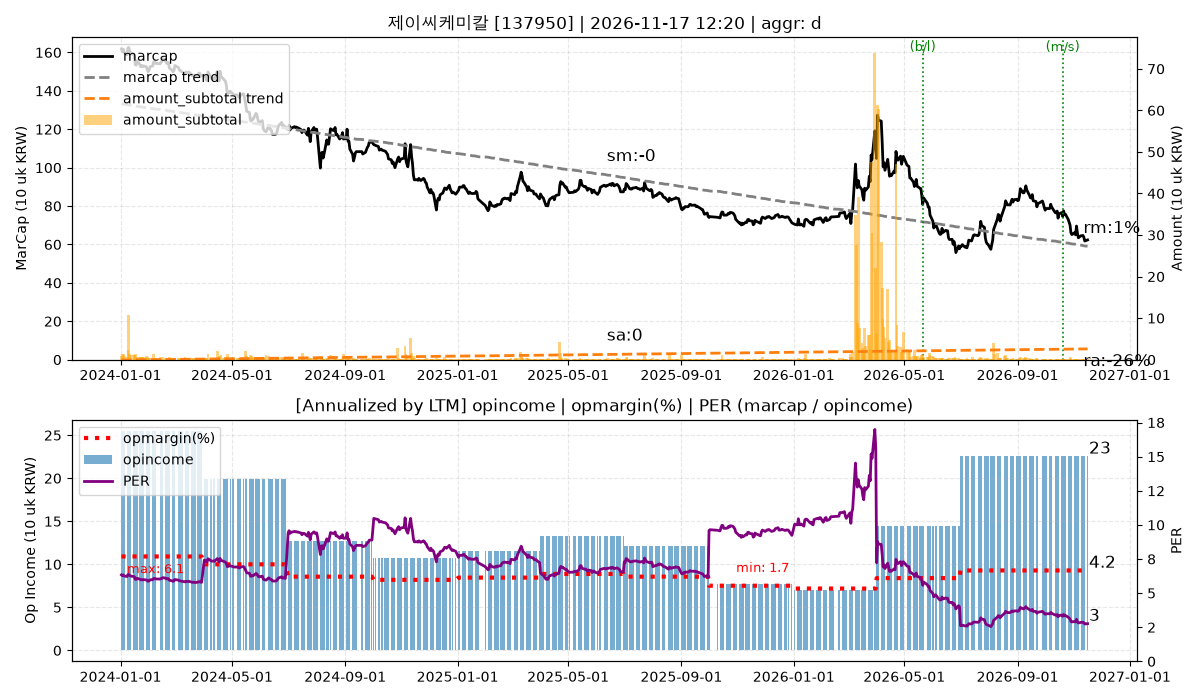 제이씨케미칼 [137950] | 2026-11-17 12:20 | aggr: d
marcap
marcap trend
amount_subtotal trend
amount_subtotal
(b/l)
(m/s)
sm:-0
sa:0
rm:1%
ra:-26%
MarCap (10 uk KRW)
Amount (10 uk KRW)
160
140
120
100
80
60
40
20
0
70
60
50
40
30
20
10
0
2024-01-01
2024-05-01
2024-09-01
2025-01-01
2025-05-01
2025-09-01
2026-01-01
2026-05-01
2026-09-01
2027-01-01
[Annualized by LTM] opincome | opmargin(%) | PER (marcap / opincome)
opmargin(%)
opincome
PER
max: 6.1
min: 1.7
23
4.2
3
Op Income (10 uk KRW)
PER
25
20
15
10
5
0
18
15
12
10
8
5
2
0
2024-01-01
2024-05-01
2024-09-01
2025-01-01
2025-05-01
2025-09-01
2026-01-01
2026-05-01
2026-09-01
2027-01-01